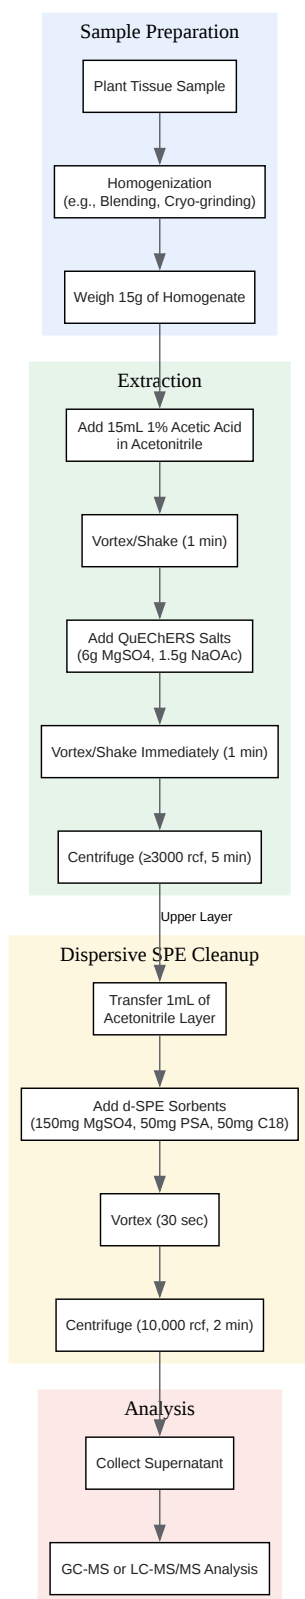 Sample Preparation
Plant Tissue Sample
Homogenization
(e.g., Blending, Cryo-grinding)
Weigh 15g of Homogenate
Extraction
Add 15mL 1% Acetic Acid
in Acetonitrile
Vortex/Shake (1 min)
Add QuEChERS Salts
(6g MgSO4, 1.5g NaOAc)
Vortex/Shake Immediately (1 min)
Centrifuge (≥3000 rcf, 5 min)
Upper Layer
Dispersive SPE Cleanup
Transfer 1mL of
Acetonitrile Layer
Add d-SPE Sorbents
(150mg MgSO4, 50mg PSA, 50mg C18)
Vortex (30 sec)
Centrifuge (10,000 rcf, 2 min)
Analysis
Collect Supernatant
GC-MS or LC-MS/MS Analysis